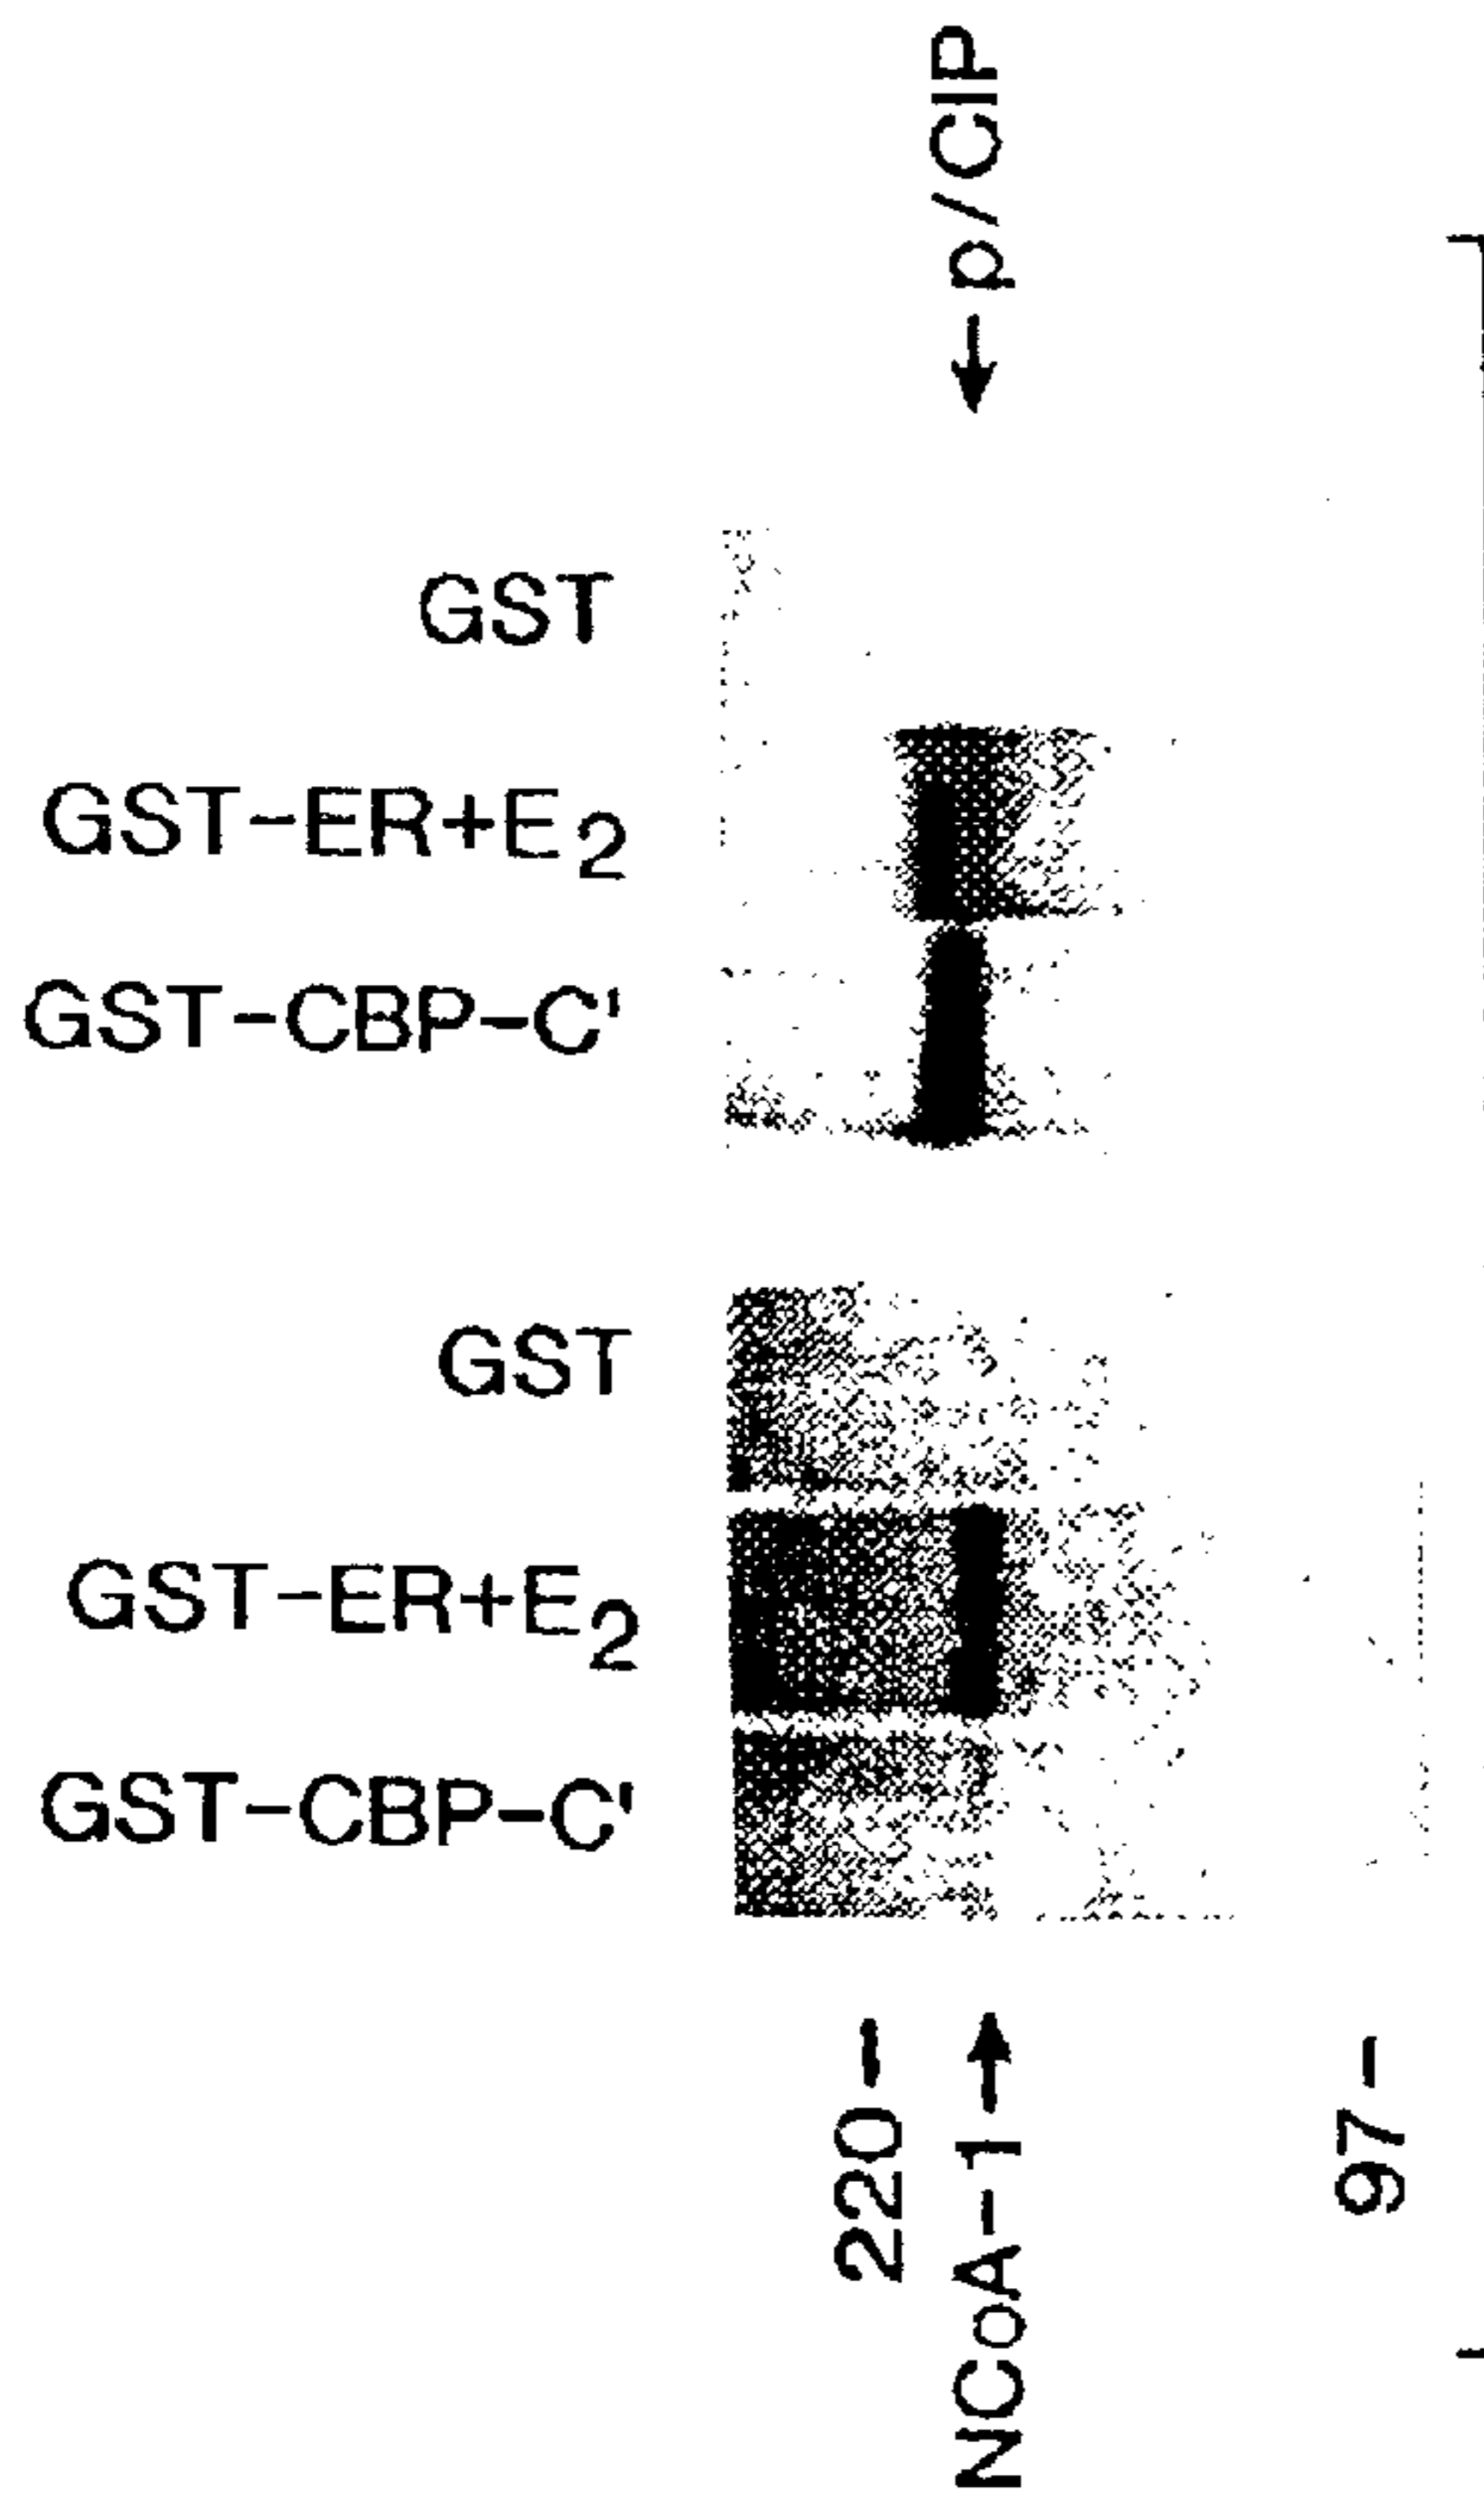 p/CIP
GST
GST-ER+E2
GST-CBP-C'
GST
GST-ER+E2
GST-CBP-C'
220-
NCoA-1
97-